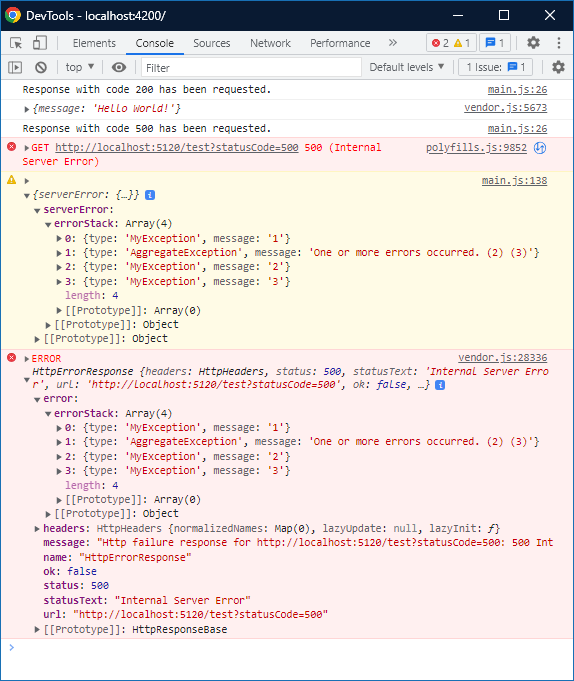 DevTools - localhost:4200/
Elements Console Sources Network Performance » 2 1 1
top ▼ Filter Default levels ▼ 1 Issue: 1
Response with code 200 has been requested. main.js:26
▶{message: 'Hello World!'} vendor.js:5673
Response with code 500 has been requested. main.js:26
▶GET http://localhost:5120/test?statusCode=500 500 (Internal polyfills.js:9852
Server Error)
▶ main.js:138
▼{serverError: {…}} i
▼serverError:
▼errorStack: Array(4)
▶0: {type: 'MyException', message: '1'}
▶1: {type: 'AggregateException', message: 'One or more errors occurred. (2) (3)'}
▶2: {type: 'MyException', message: '2'}
▶3: {type: 'MyException', message: '3'}
length: 4
▶[[Prototype]]: Array(0)
▶[[Prototype]]: Object
▶[[Prototype]]: Object
▶ERROR vendor.js:28336
HttpErrorResponse {headers: HttpHeaders, status: 500, statusText: 'Internal Server Erro
▼r', url: 'http://localhost:5120/test?statusCode=500', ok: false, …} i
▼error:
▼errorStack: Array(4)
▶0: {type: 'MyException', message: '1'}
▶1: {type: 'AggregateException', message: 'One or more errors occurred. (2) (3)'}
▶2: {type: 'MyException', message: '2'}
▶3: {type: 'MyException', message: '3'}
length: 4
▶[[Prototype]]: Array(0)
▶[[Prototype]]: Object
▶headers: HttpHeaders {normalizedNames: Map(0), lazyUpdate: null, lazyInit: ƒ}
message: "Http failure response for http://localhost:5120/test?statusCode=500: 500 Int
name: "HttpErrorResponse"
ok: false
status: 500
statusText: "Internal Server Error"
url: "http://localhost:5120/test?statusCode=500"
▶[[Prototype]]: HttpResponseBase
>